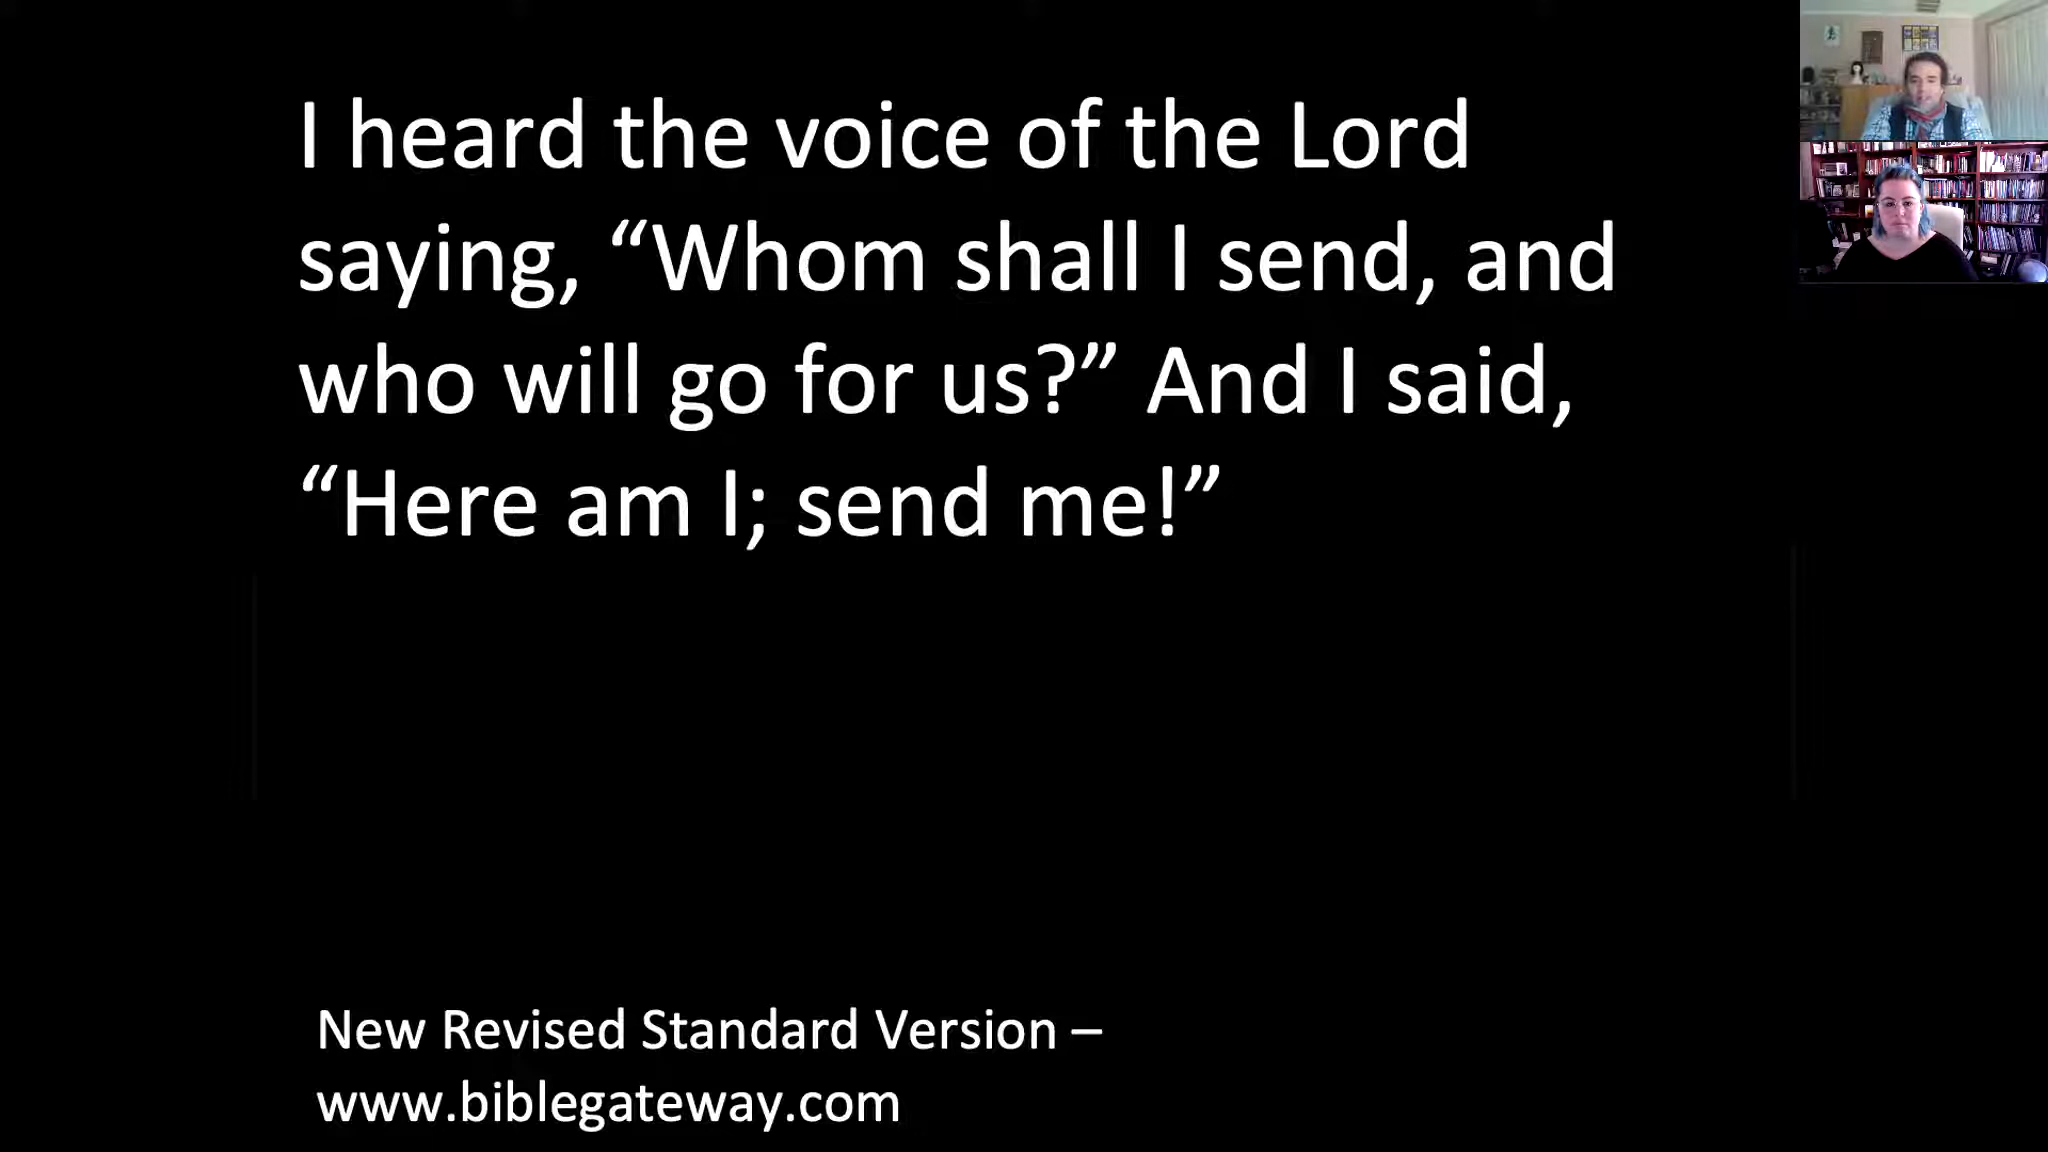 I heard the voice of the Lord
saying, “Whom shall I send, and
who will go for us?” And I said,
“Here am I; send me!”
New Revised Standard Version –
www.biblegateway.com